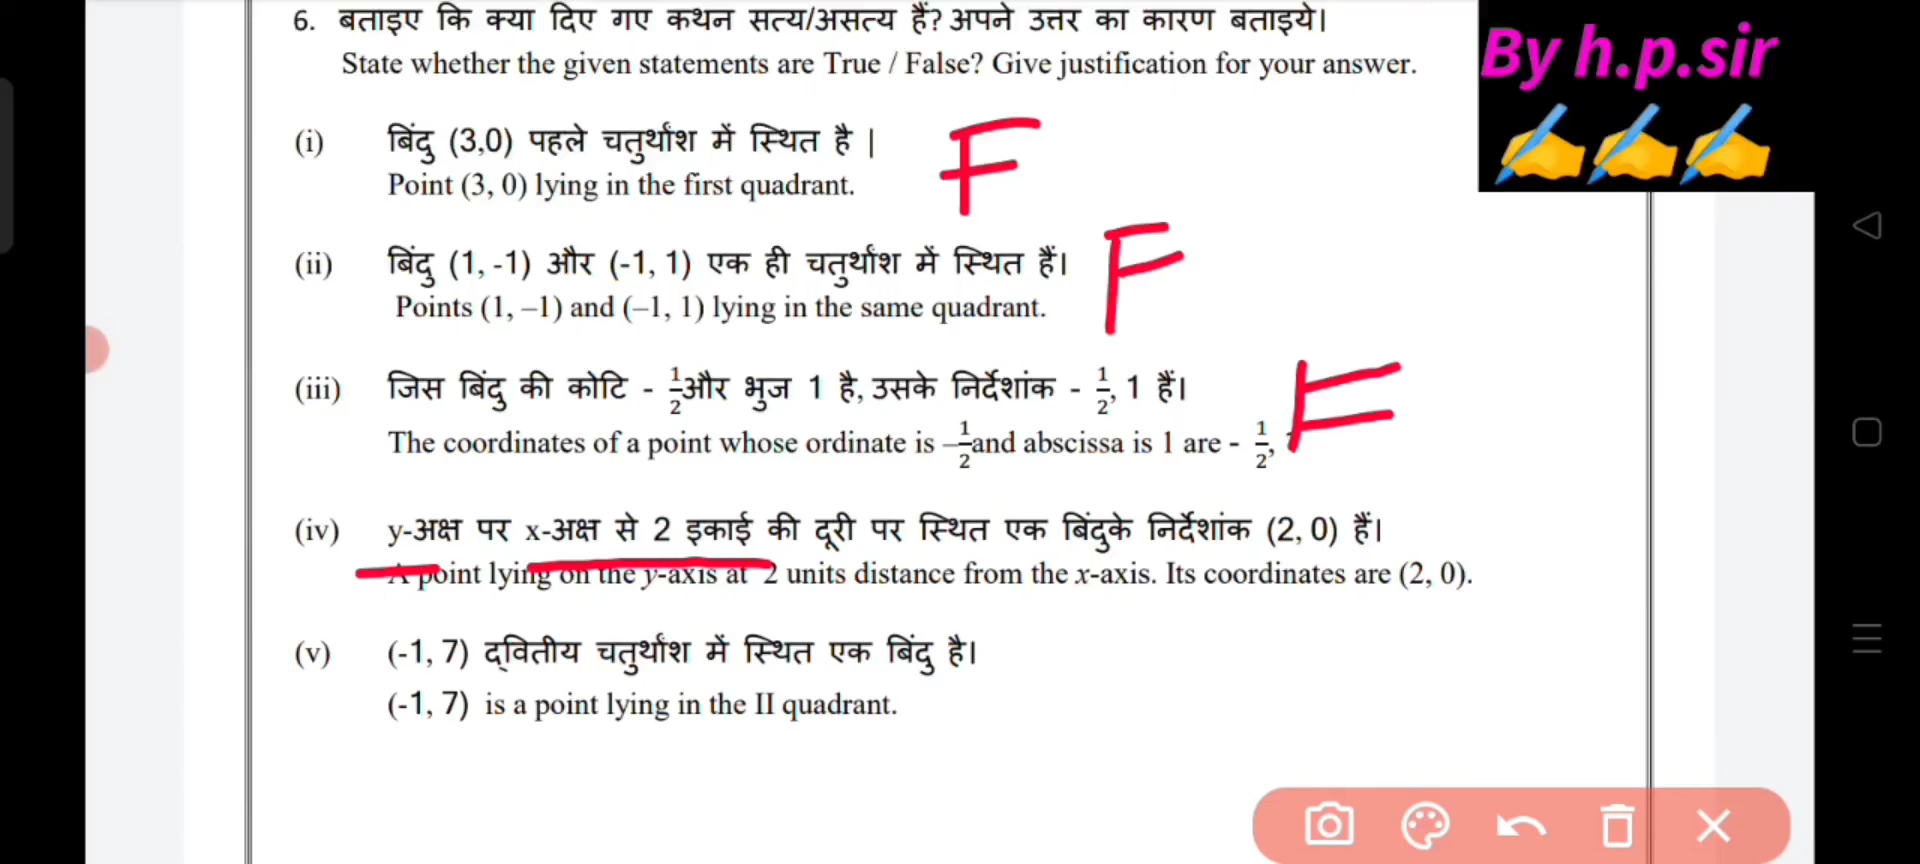 6. बताइए कि क्या दिए गए कथन सत्य/असत्य हैं? अपने उत्तर का कारण बताइये।
State whether the given statements are True / False? Give justification for your answer.
By h.p.sir
(i) बिंदु (3,0) पहले चतुर्थांश में स्थित है |
Point (3, 0) lying in the first quadrant.
F
(ii) बिंदु (1, -1) और (-1, 1) एक ही चतुर्थांश में स्थित हैं।
Points (1, –1) and (–1, 1) lying in the same quadrant.
F
(iii) जिस बिंदु की कोटि - 1/2 और भुज 1 है, उसके निर्देशांक - 1/2, 1 हैं।
The coordinates of a point whose ordinate is –1/2 and abscissa is 1 are - 1/2,
F
(iv) y-अक्ष पर x-अक्ष से 2 इकाई की दूरी पर स्थित एक बिंदुके निर्देशांक (2, 0) हैं।
A point lying on the y-axis at 2 units distance from the x-axis. Its coordinates are (2, 0).
(v) (-1, 7) द्वितीय चतुर्थांश में स्थित एक बिंदु है।
(-1, 7) is a point lying in the II quadrant.